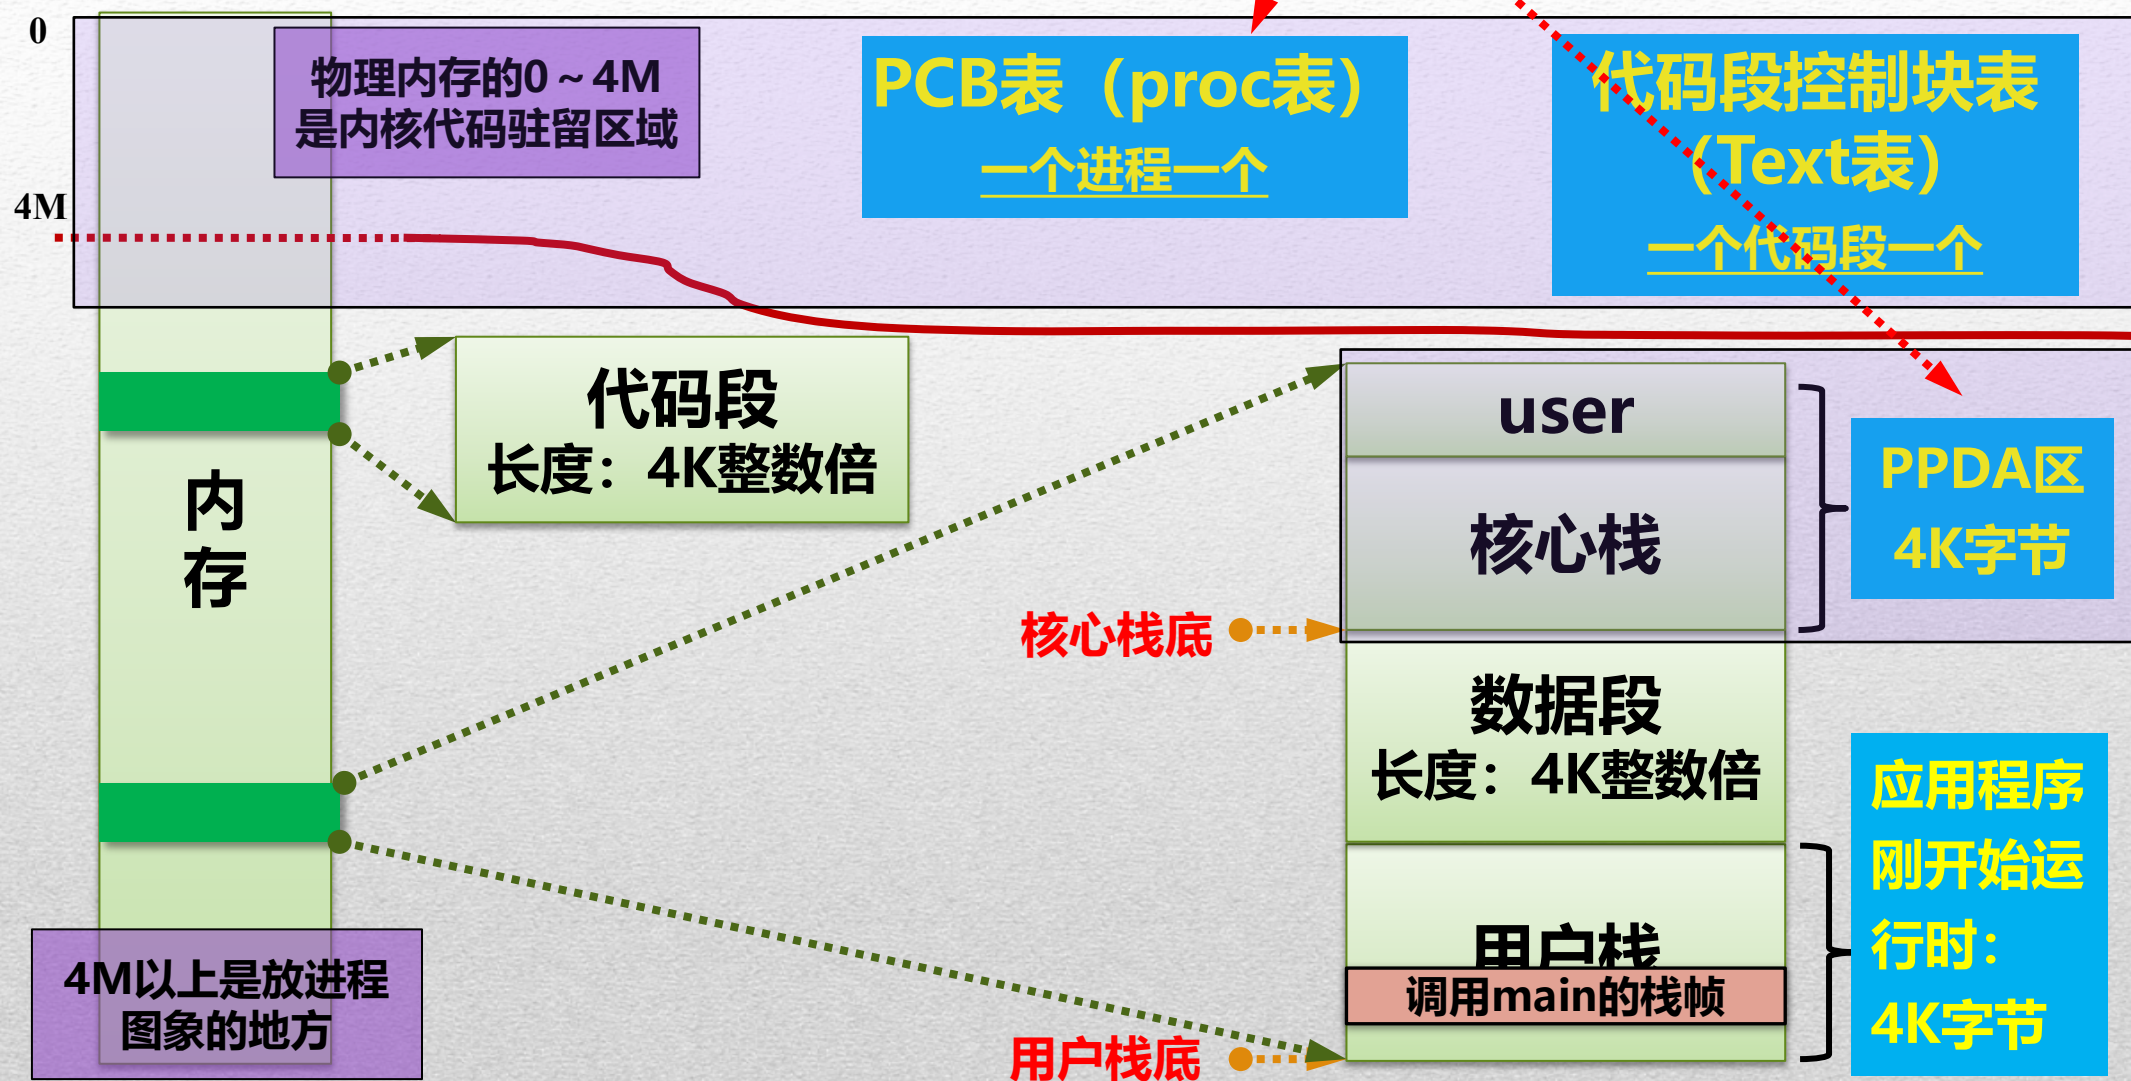 0
物理内存的0～4M
是内核代码驻留区域
PCB表（proc表）
一个进程一个
代码段控制块表
（Text表）
一个代码段一个
4M
代码段
长度：4K整数倍
内
存
user
核心栈
PPDA区
4K字节
核心栈底
数据段
长度：4K整数倍
应用程序
刚开始运
行时：
4K字节
用户栈
调用main的栈帧
4M以上是放进程
图象的地方
用户栈底